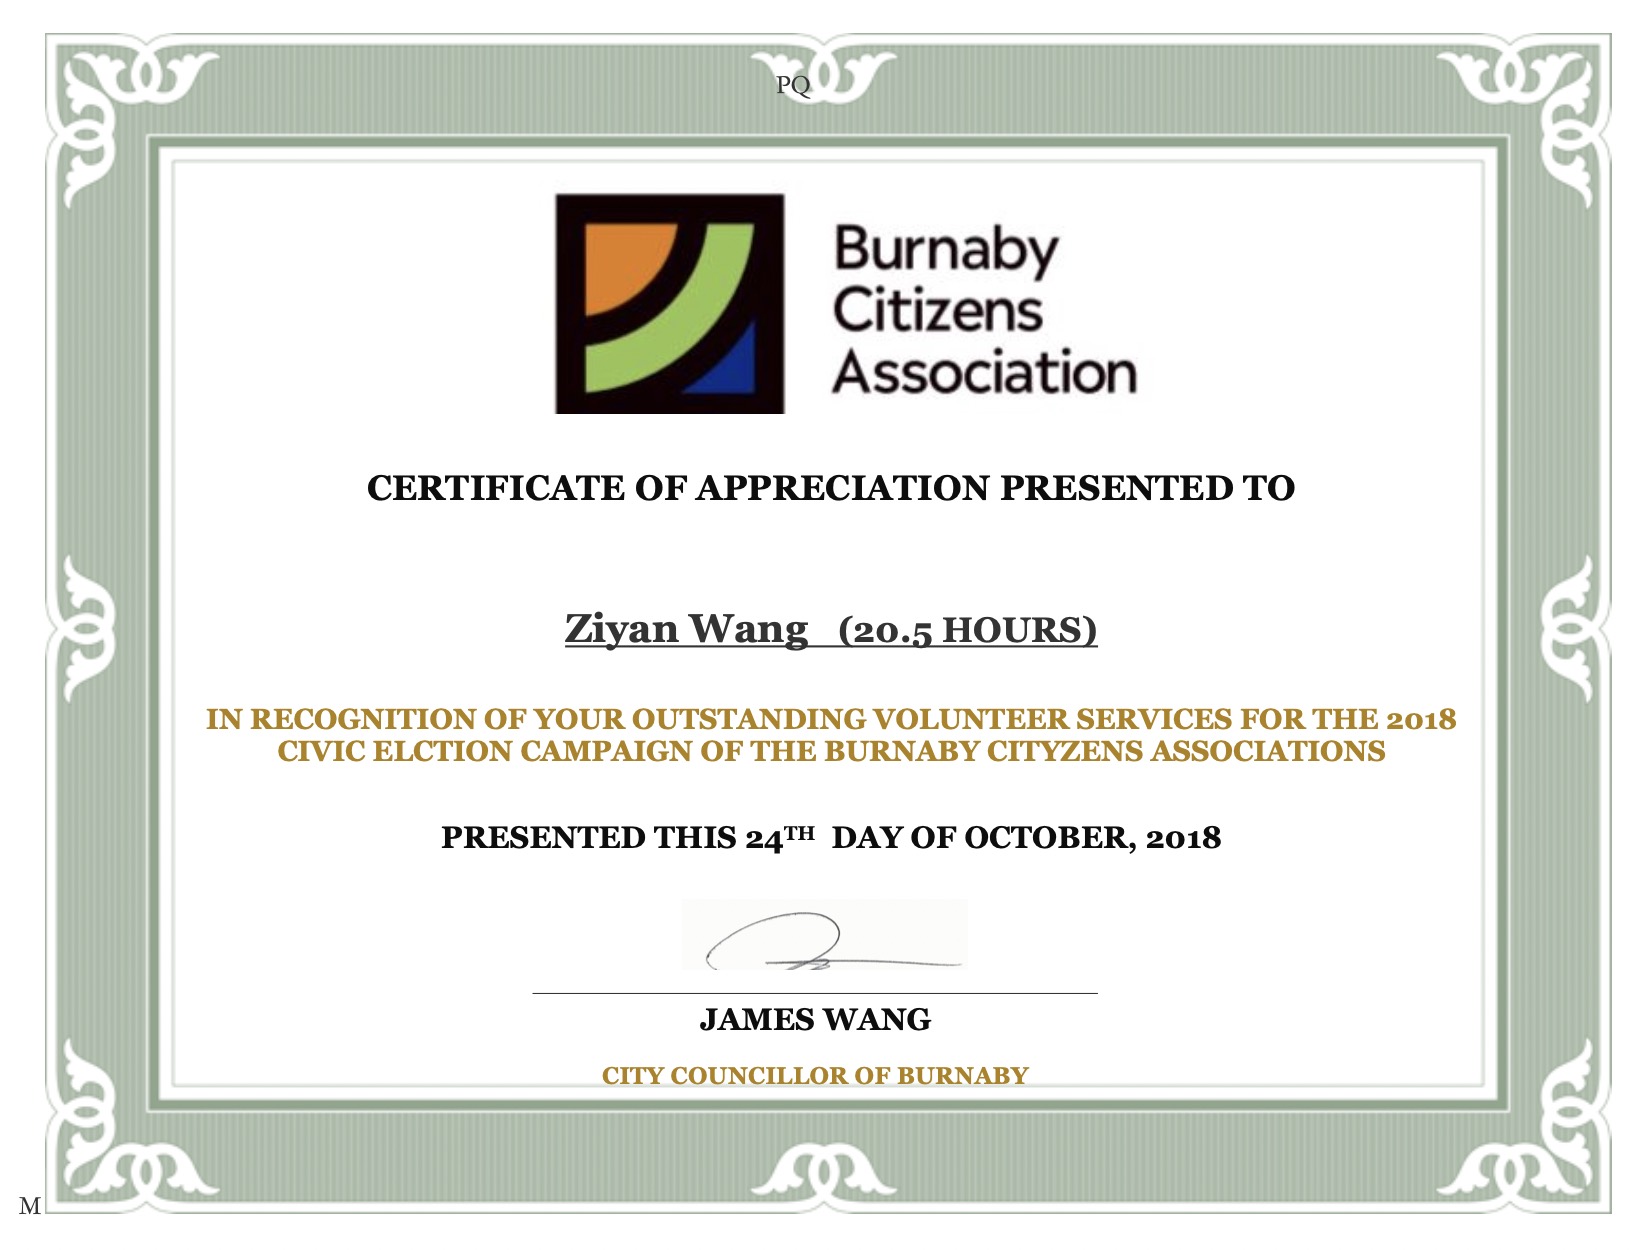 PQ
Burnaby
Citizens
Association
CERTIFICATE OF APPRECIATION PRESENTED TO
Ziyan Wang (20.5 HOURS)
IN RECOGNITION OF YOUR OUTSTANDING VOLUNTEER SERVICES FOR THE 2018
CIVIC ELCTION CAMPAIGN OF THE BURNABY CITYZENS ASSOCIATIONS
PRESENTED THIS 24TH DAY OF OCTOBER, 2018
JAMES WANG
CITY COUNCILLOR OF BURNABY
M